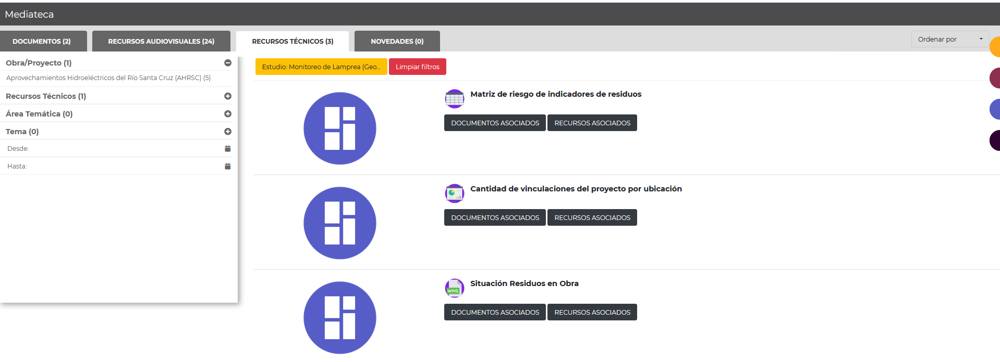 Mediateca
DOCUMENTOS (2)
RECURSOS AUDIOVISUALES (24)
RECURSOS TÉCNICOS (3)
NOVEDADES (0)
Ordenar por
Obra/Proyecto (1)
Aprovechamientos Hidroeléctricos del Río Santa Cruz (AHRSC) (5)
Recursos Técnicos (1)
Área Temática (0)
Tema (0)
Desde:
Hasta:
Estudio: Monitoreo de Lamprea (Geo...
Limpiar filtros
Matriz de riesgo de indicadores de residuos
DOCUMENTOS ASOCIADOS
RECURSOS ASOCIADOS
Cantidad de vinculaciones del proyecto por ubicación
DOCUMENTOS ASOCIADOS
RECURSOS ASOCIADOS
WMS
Situación Residuos en Obra
DOCUMENTOS ASOCIADOS
RECURSOS ASOCIADOS